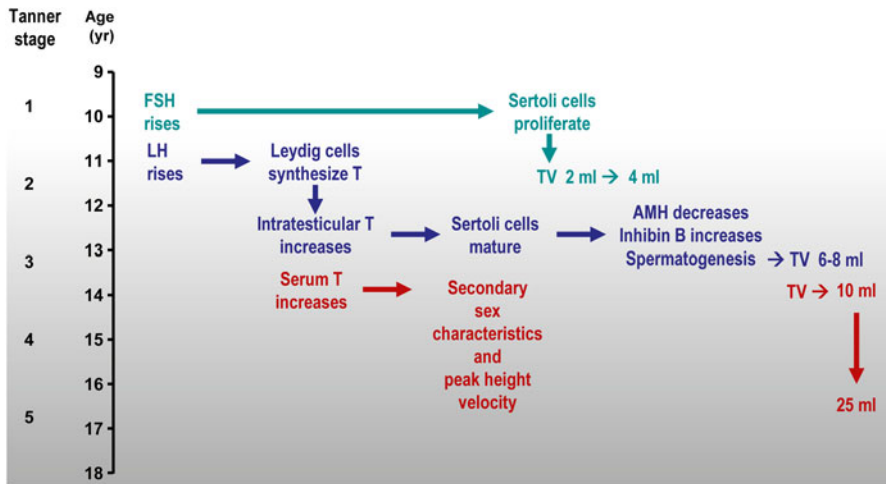 Tanner
stage
Age
(yr)
9
1
10
11
2
12
13
3
14
15
4
16
5
17
18
FSH
rises
Sertoli cells
proliferate
LH
rises
Leydig cells
synthesize T
TV 2 ml → 4 ml
Intratesticular T
increases
Sertoli cells
mature
AMH decreases
Inhibin B increases
Spermatogenesis → TV 6-8 ml
Serum T
increases
Secondary
sex
characteristics
and
peak height
velocity
TV → 10 ml
25 ml